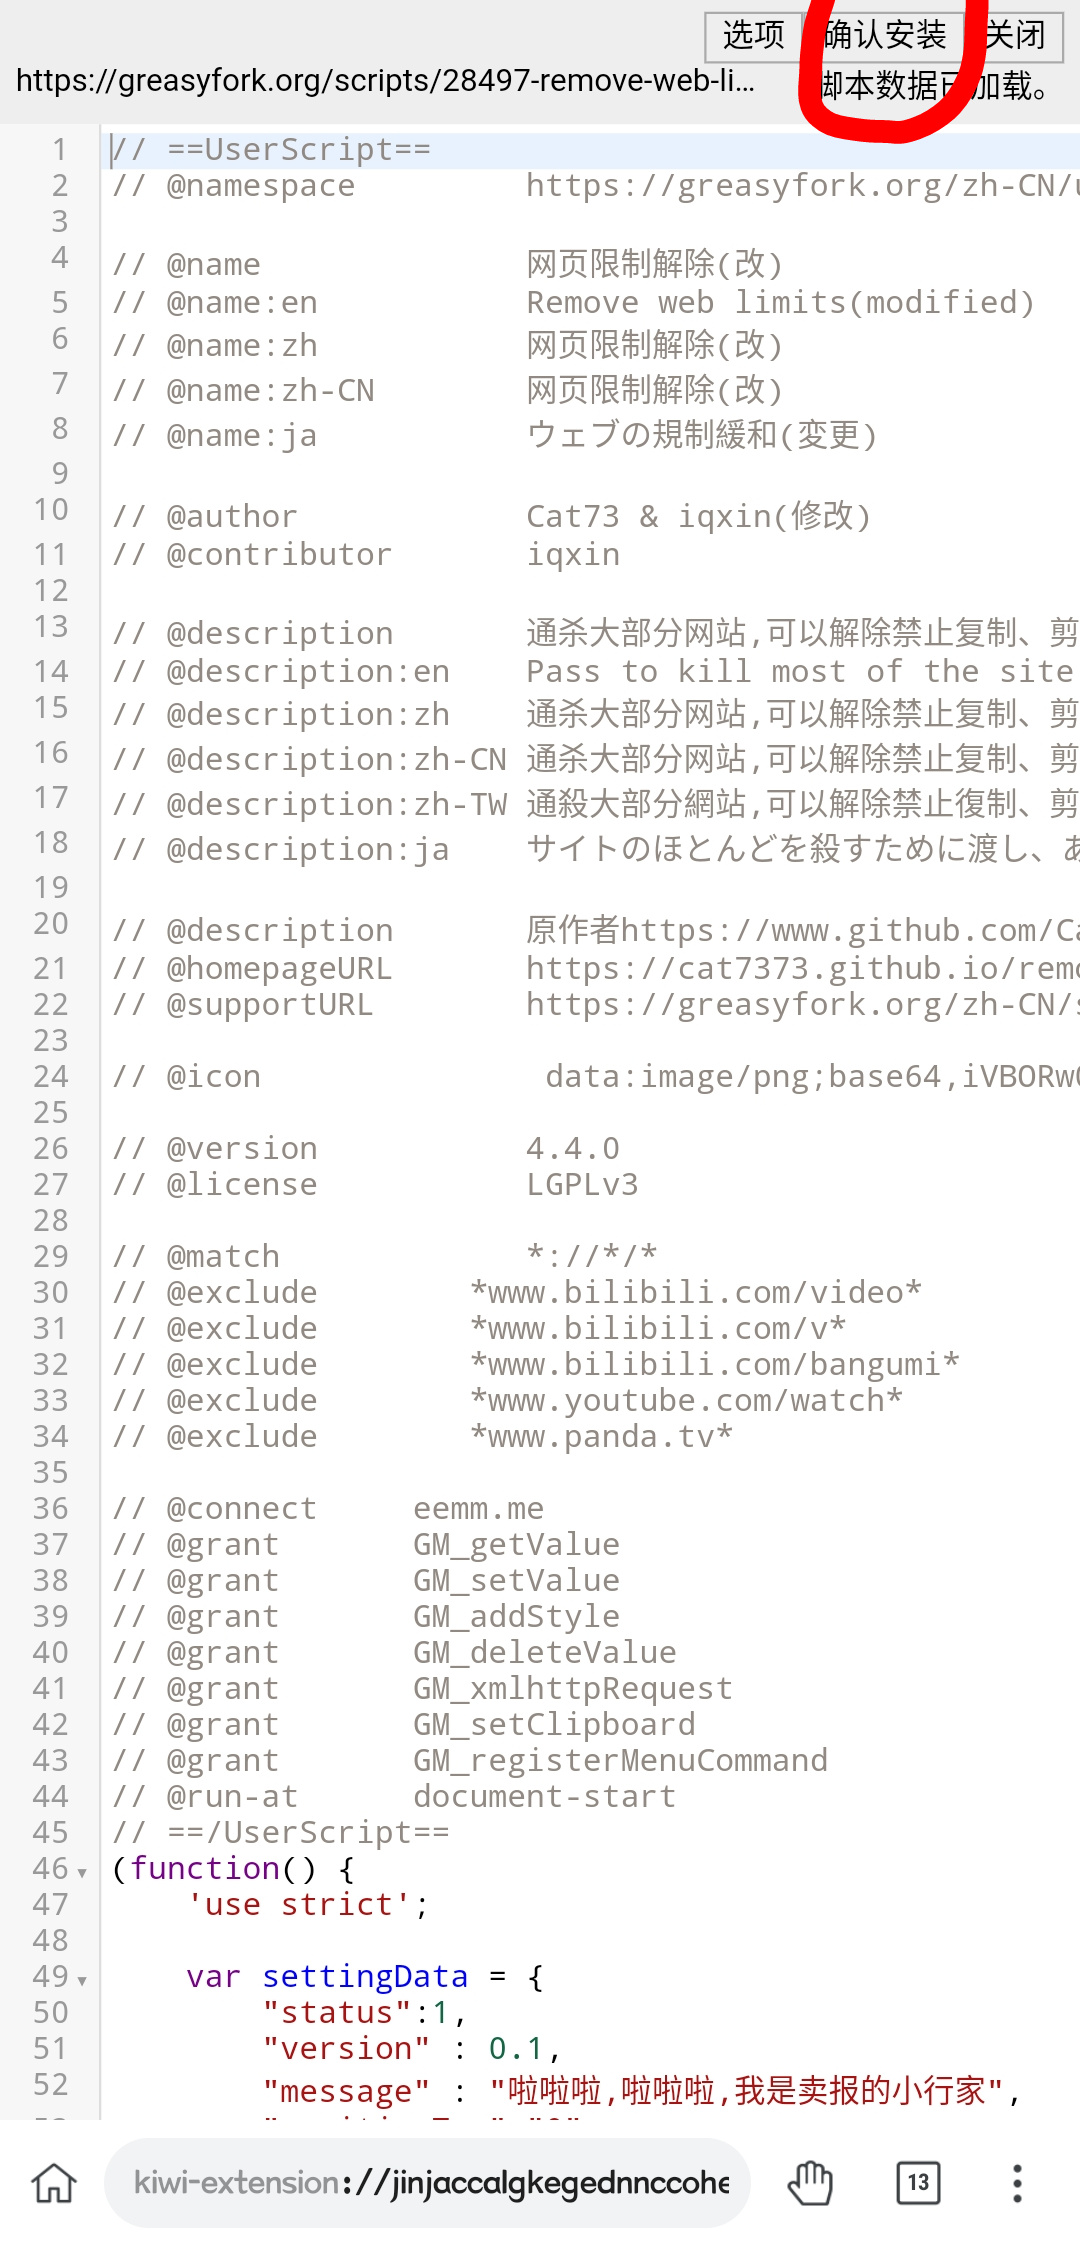 选项 确认安装 关闭
https://greasyfork.org/scripts/28497-remove-web-li... 脚本数据已加载。
1 // ==UserScript==
2 // @namespace https://greasyfork.org/zh-CN/u
3
4 // @name 网页限制解除(改)
5 // @name:en Remove web limits(modified)
6 // @name:zh 网页限制解除(改)
7 // @name:zh-CN 网页限制解除(改)
8 // @name:ja ウェブの規制緩和(変更)
9
10 // @author Cat73 & iqxin(修改)
11 // @contributor iqxin
12
13 // @description 通杀大部分网站,可以解除禁止复制、剪
14 // @description:en Pass to kill most of the site
15 // @description:zh 通杀大部分网站,可以解除禁止复制、剪
16 // @description:zh-CN 通杀大部分网站,可以解除禁止复制、剪
17 // @description:zh-TW 通殺大部分網站,可以解除禁止復制、剪
18 // @description:ja サイトのほとんどを殺すために渡し、あ
19
20 // @description 原作者https://www.github.com/Ca
21 // @homepageURL https://cat7373.github.io/remo
22 // @supportURL https://greasyfork.org/zh-CN/s
23
24 // @icon data:image/png;base64,iVBORw0
25
26 // @version 4.4.0
27 // @license LGPLv3
28
29 // @match *://*/*
30 // @exclude *www.bilibili.com/video*
31 // @exclude *www.bilibili.com/v*
32 // @exclude *www.bilibili.com/bangumi*
33 // @exclude *www.youtube.com/watch*
34 // @exclude *www.panda.tv*
35
36 // @connect eemm.me
37 // @grant GM_getValue
38 // @grant GM_setValue
39 // @grant GM_addStyle
40 // @grant GM_deleteValue
41 // @grant GM_xmlhttpRequest
42 // @grant GM_setClipboard
43 // @grant GM_registerMenuCommand
44 // @run-at document-start
45 // ==/UserScript==
46 (function() {
47 'use strict';
48
49 var settingData = {
50 "status":1,
51 "version" : 0.1,
52 "message" : "啦啦啦,啦啦啦,我是卖报的小行家",
kiwi-extension://jinjaccalgkegednnccohe 13